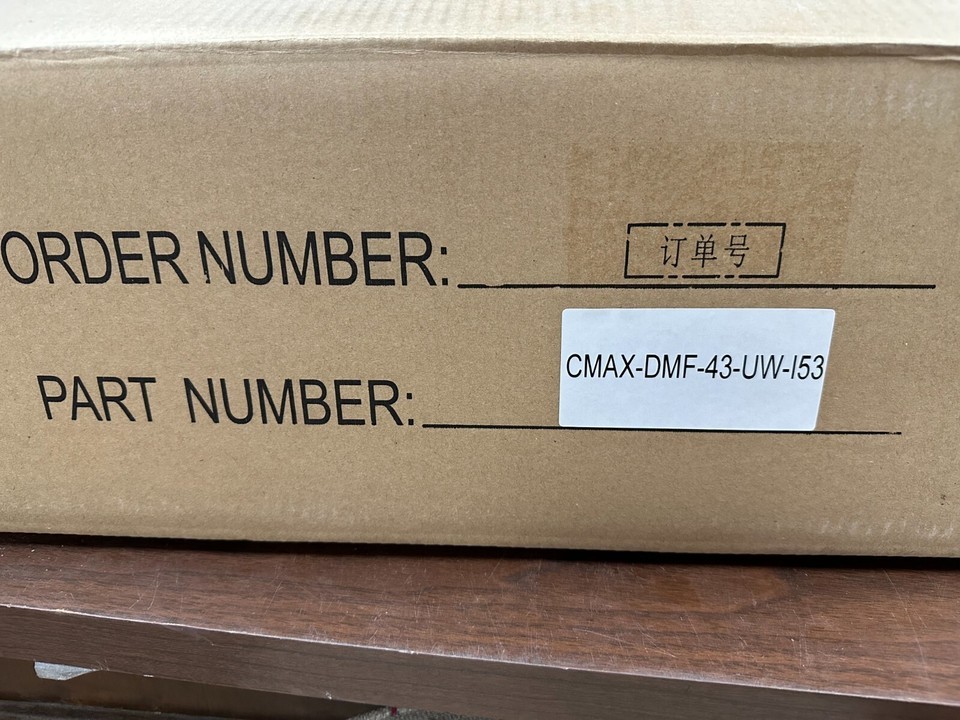 ORDER NUMBER: 订单号
PART NUMBER: CMAX-DMF-43-UW-I53